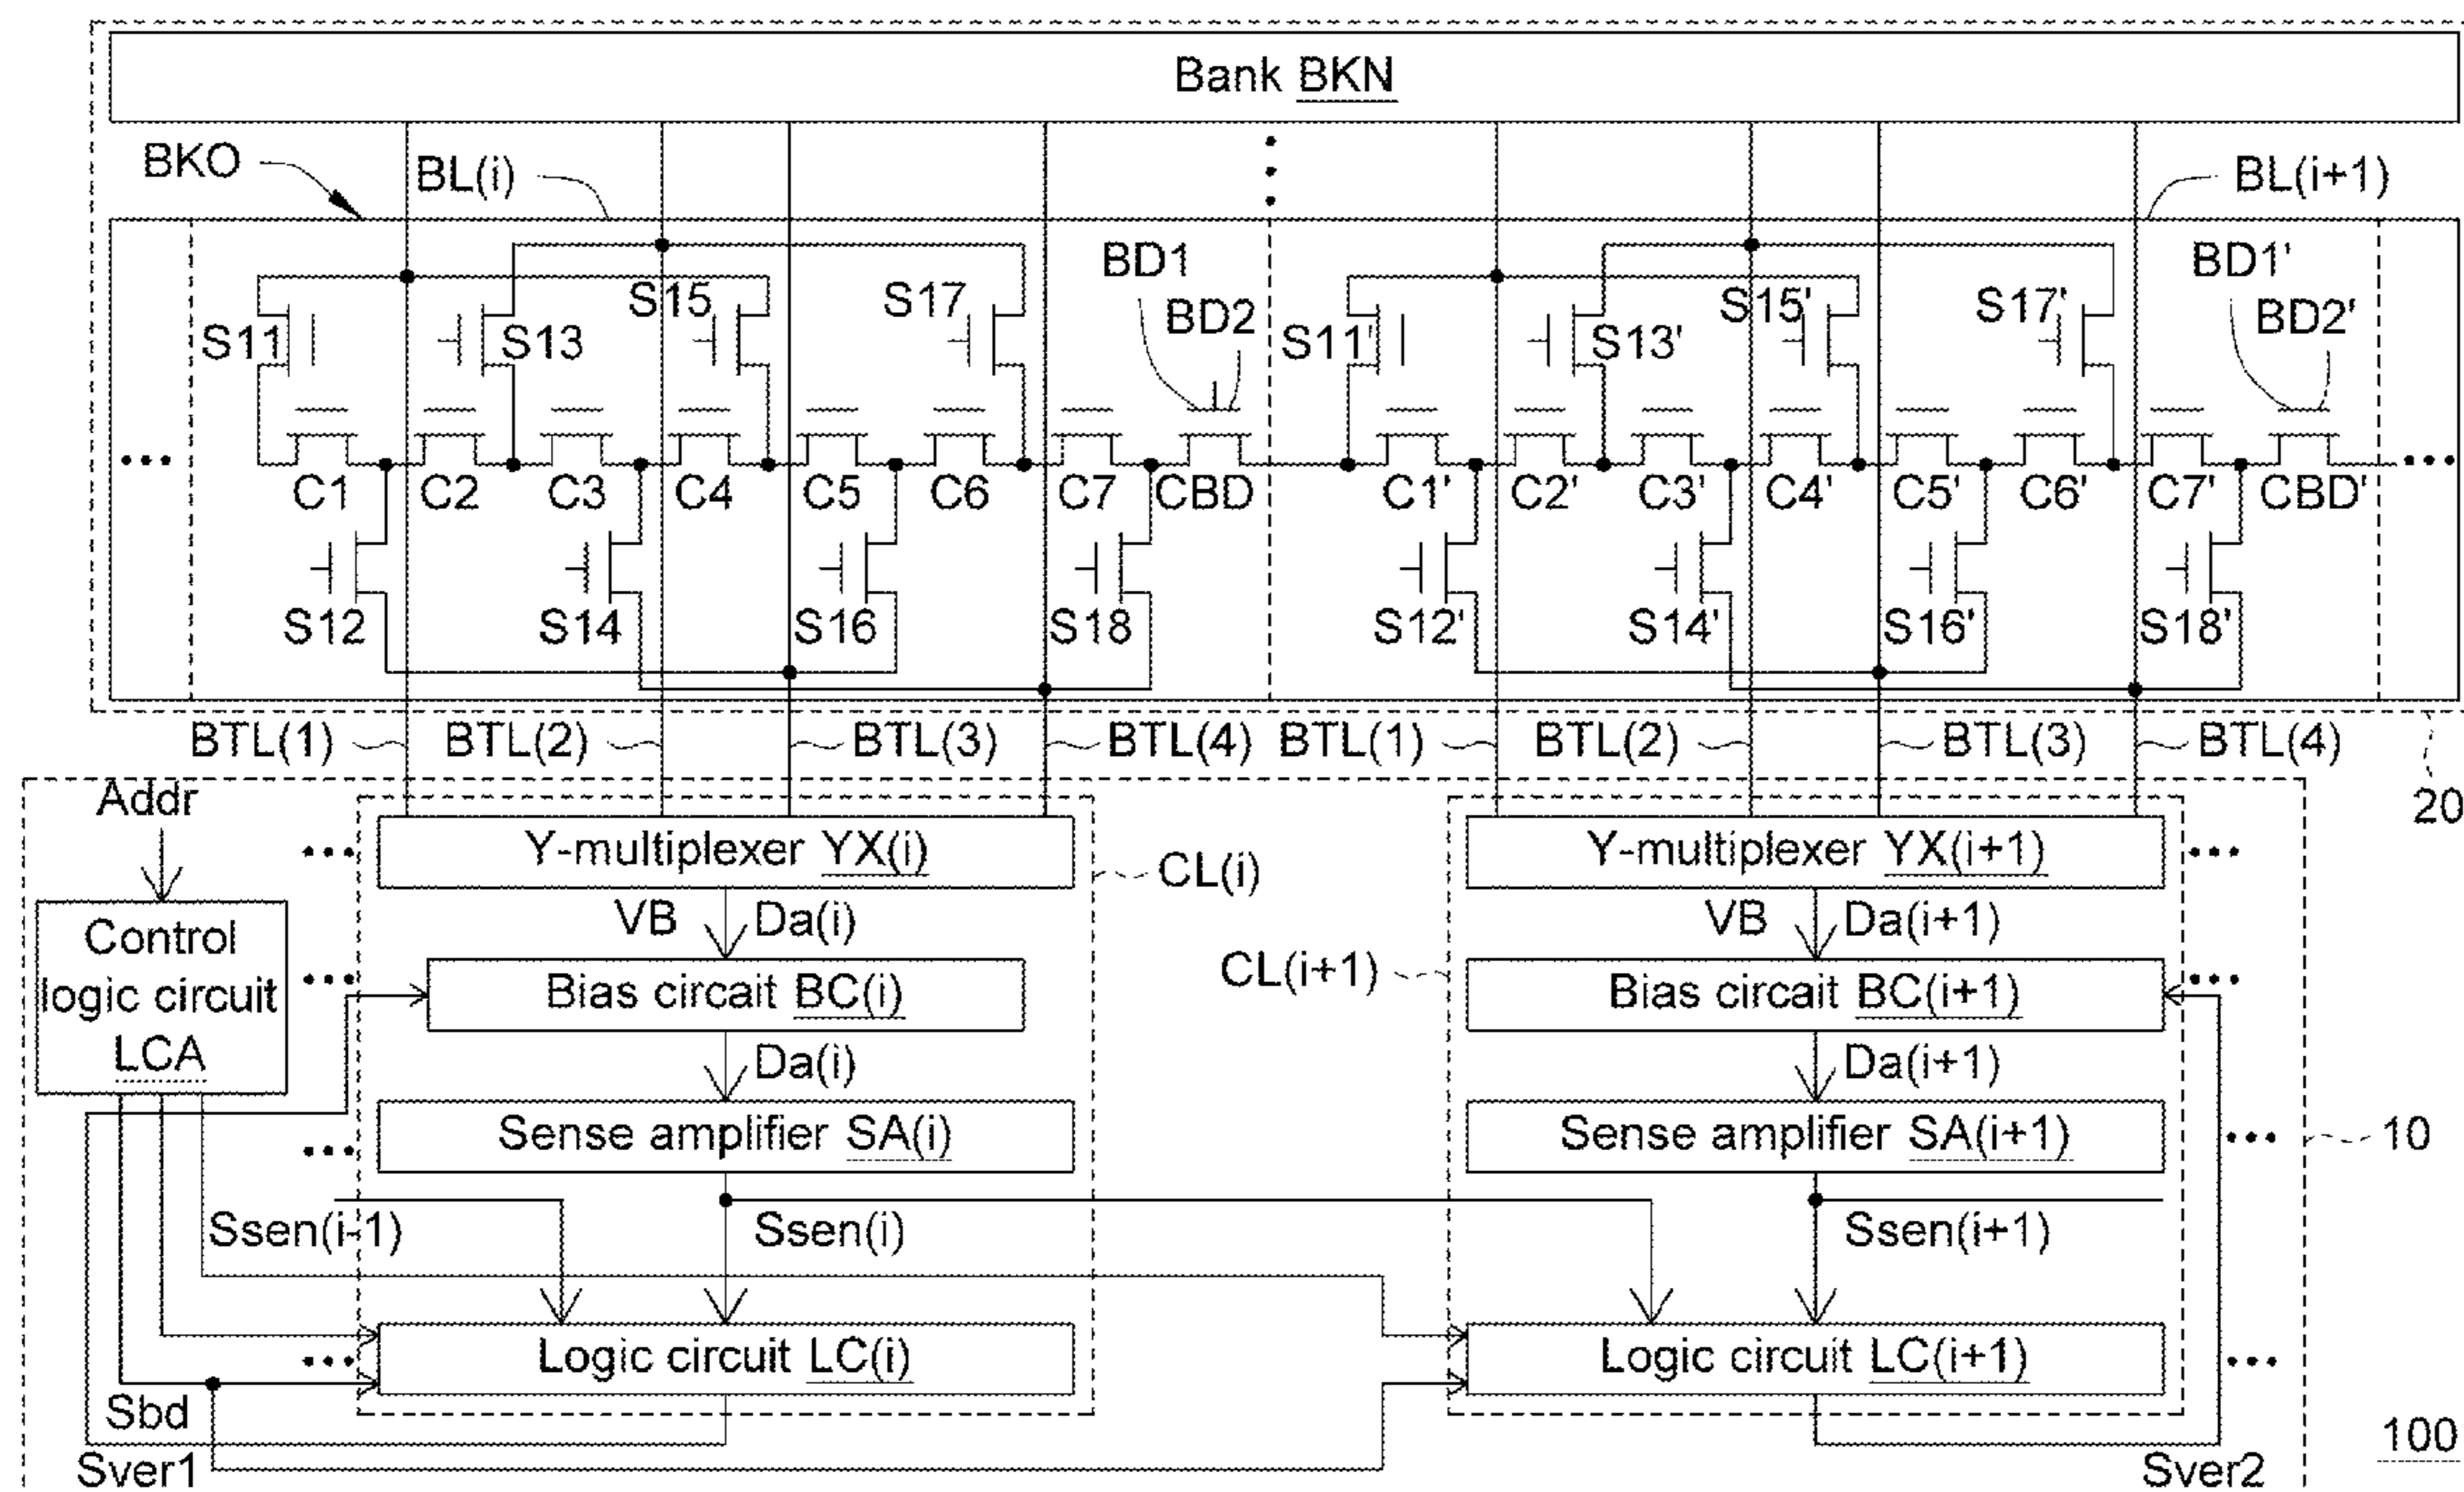 Bank BKN
BKO
BL(i)
BL(i+1)
BD1
BD2
BD1'
BD2'
S11
S13
S15
S17
S11'
S13'
S15'
S17'
...
C1 C2 C3 C4 C5 C6 C7 CBD C1' C2' C3' C4' C5' C6' C7' CBD'
...
S12 S14 S16 S18 S12' S14' S16' S18'
BTL(1) BTL(2) BTL(3) BTL(4) BTL(1) BTL(2) BTL(3) BTL(4)
20
Addr
Y-multiplexer YX(i)
CL(i)
Y-multiplexer YX(i+1)
VB Da(i)
VB Da(i+1)
Control
logic circuit
LCA
Bias circait BC(i)
CL(i+1)
Bias circait BC(i+1)
Da(i)
Da(i+1)
Sense amplifier SA(i)
Sense amplifier SA(i+1)
10
Ssen(i-1)
Ssen(i)
Ssen(i+1)
Logic circuit LC(i)
Logic circuit LC(i+1)
Sbd
Sver1
Sver2
100